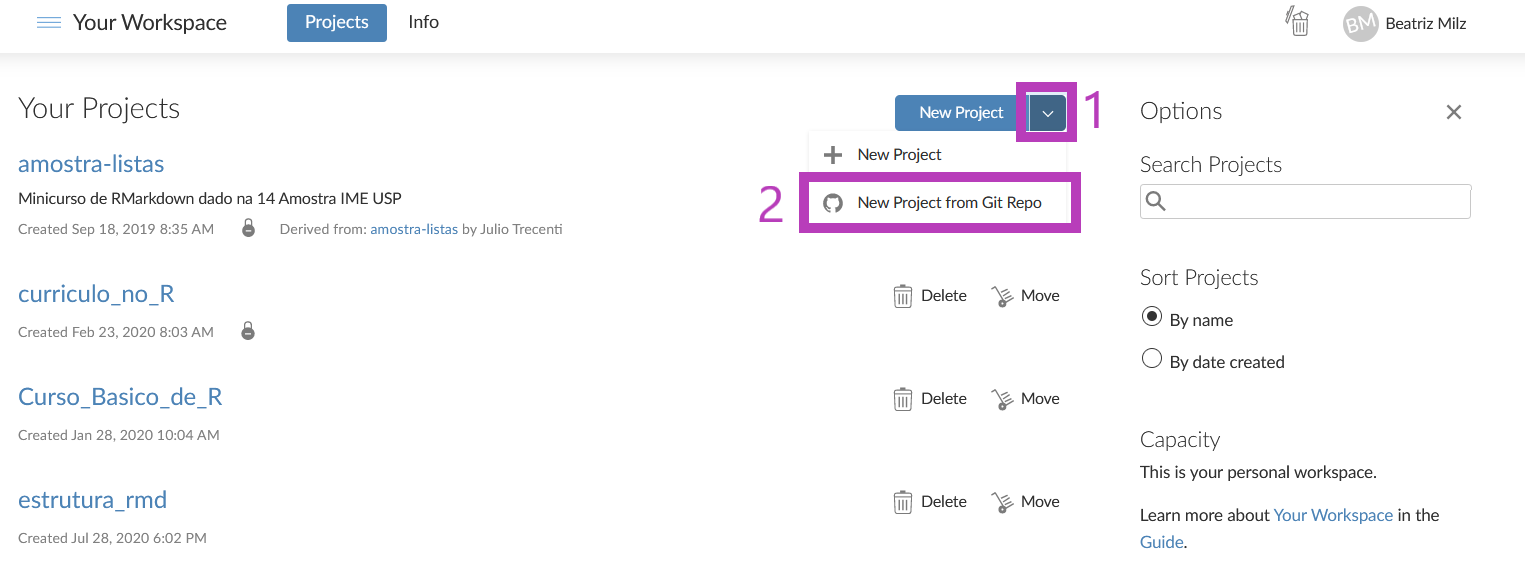 Your Workspace Projects Info BM Beatriz Milz
Your Projects
New Project 1
New Project
2 New Project from Git Repo
amostra-listas
Minicurso de RMarkdown dado na 14 Amostra IME USP
Created Sep 18, 2019 8:35 AM Derived from: amostra-listas by Julio Trecenti
curriculo_no_R
Delete Move
Created Feb 23, 2020 8:03 AM
Curso_Basico_de_R
Delete Move
Created Jan 28, 2020 10:04 AM
estrutura_rmd
Delete Move
Created Jul 28, 2020 6:02 PM
Options
Search Projects
Sort Projects
By name
By date created
Capacity
This is your personal workspace.
Learn more about Your Workspace in the
Guide.